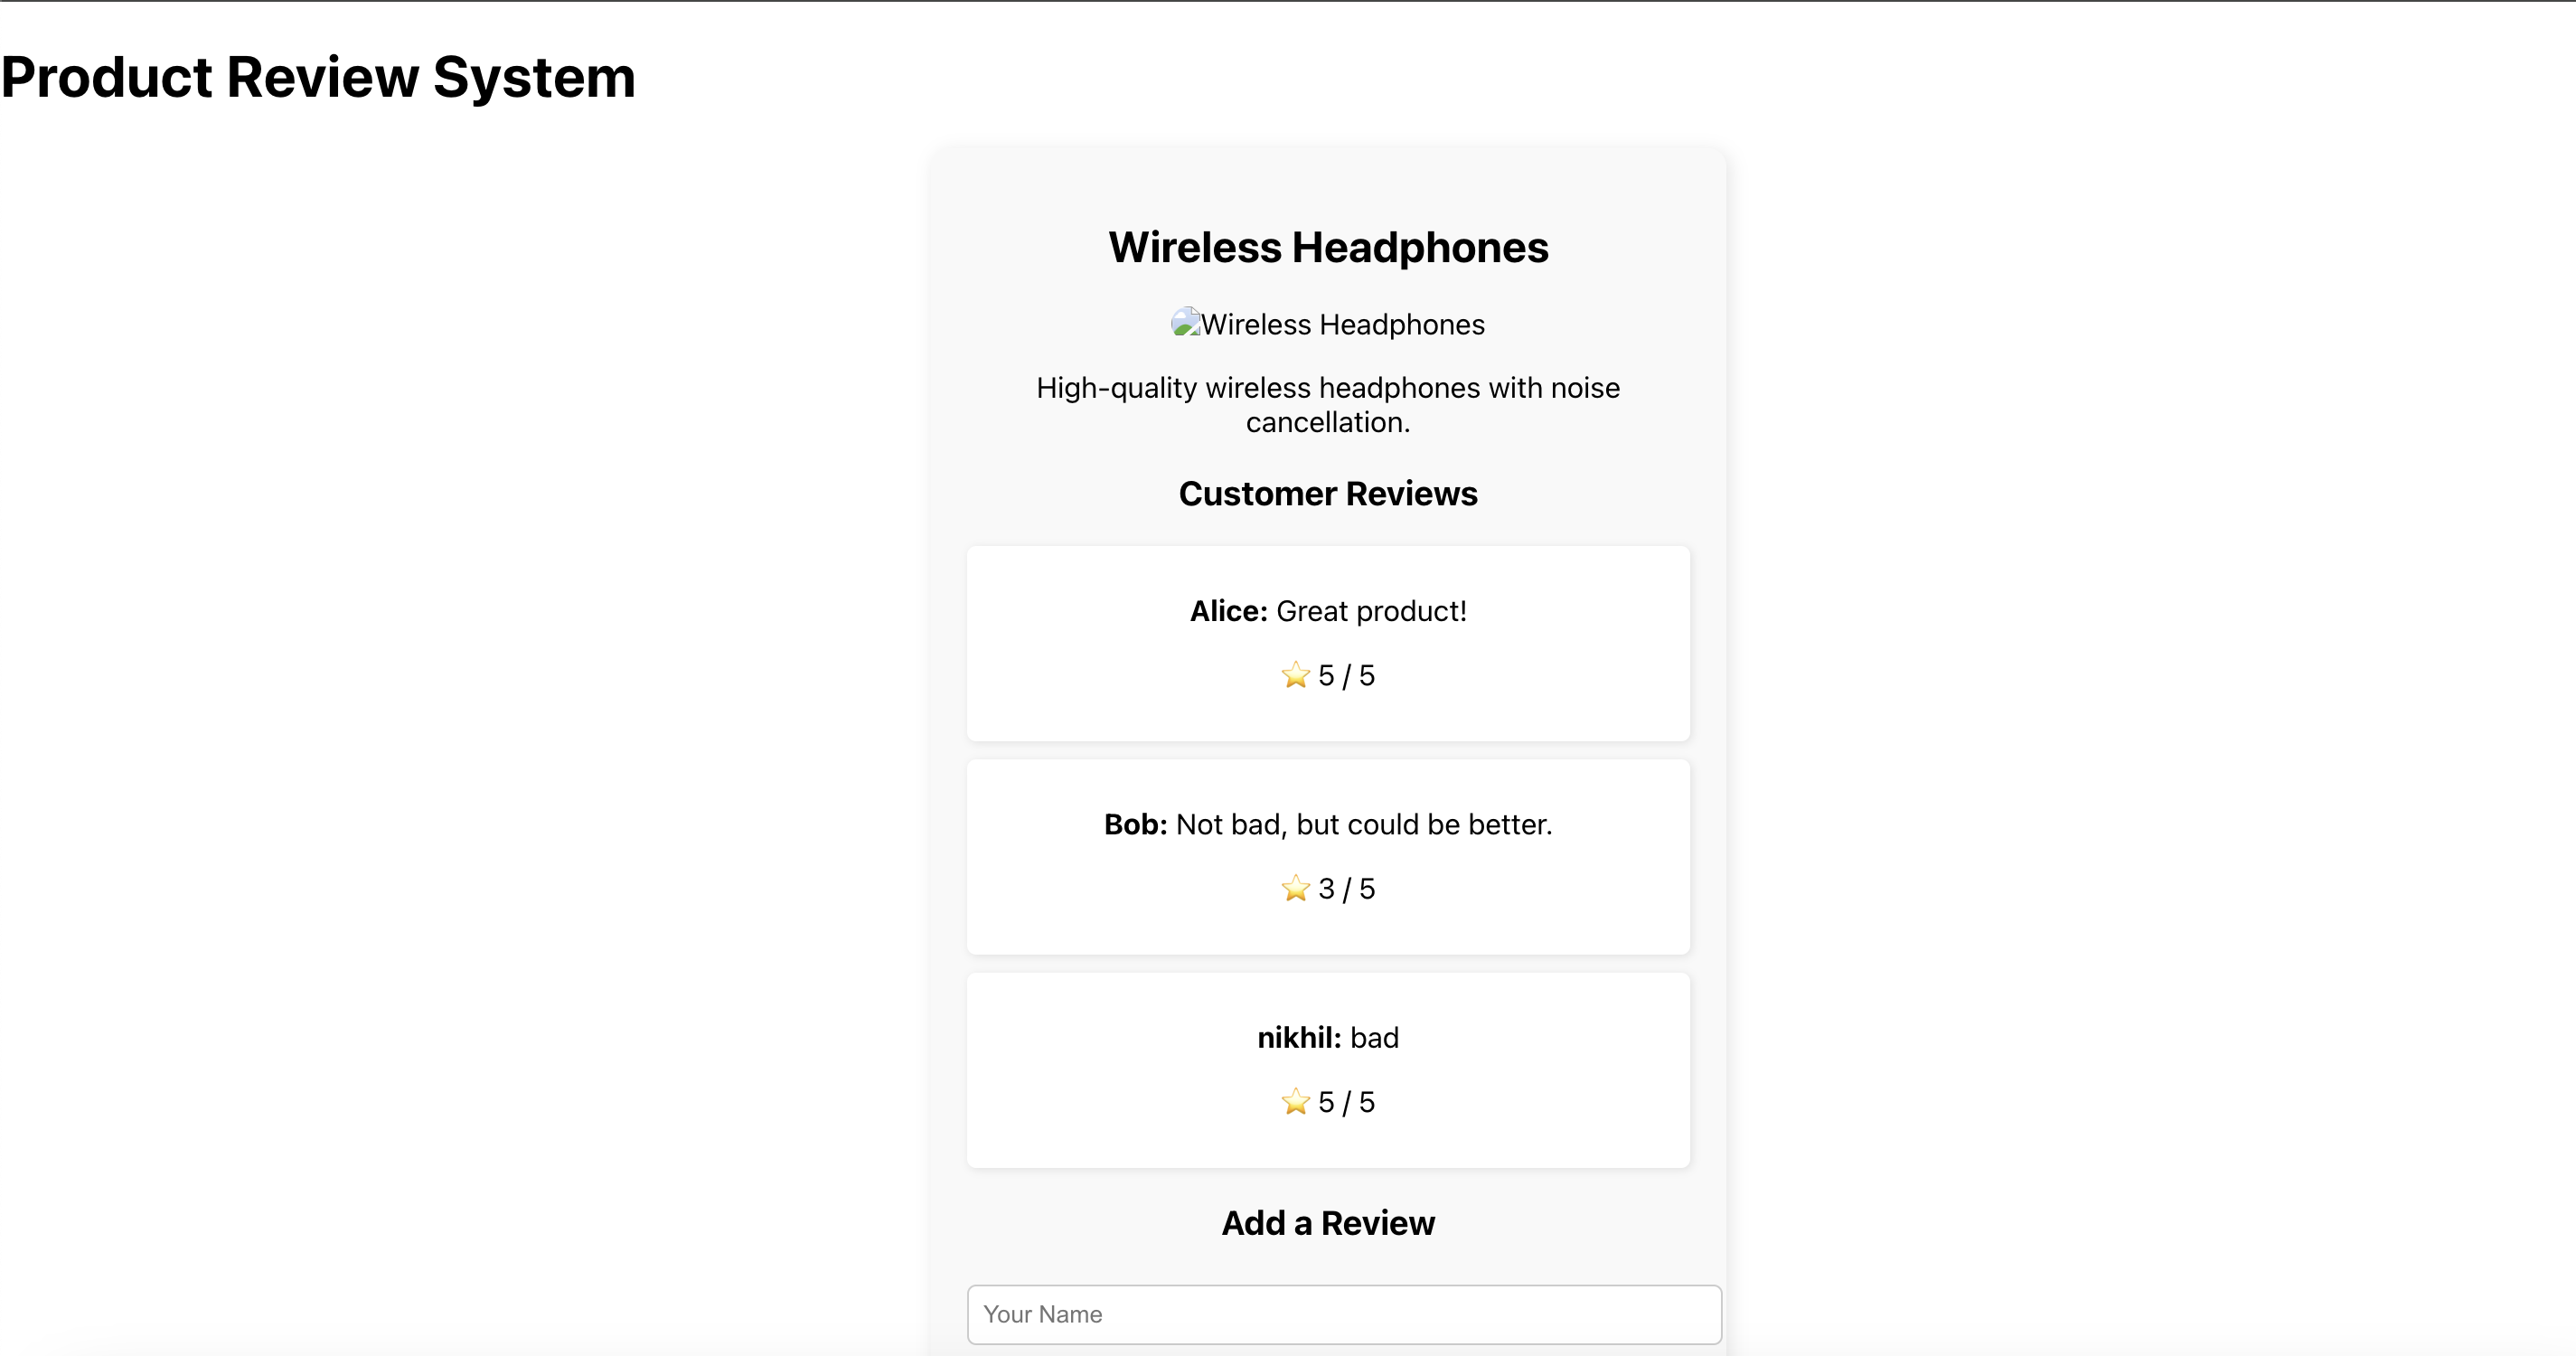 Product Review System
Wireless Headphones
Wireless Headphones
High-quality wireless headphones with noise
cancellation.
Customer Reviews
Alice: Great product!
⭐ 5 / 5
Bob: Not bad, but could be better.
⭐ 3 / 5
nikhil: bad
⭐ 5 / 5
Add a Review
Your Name